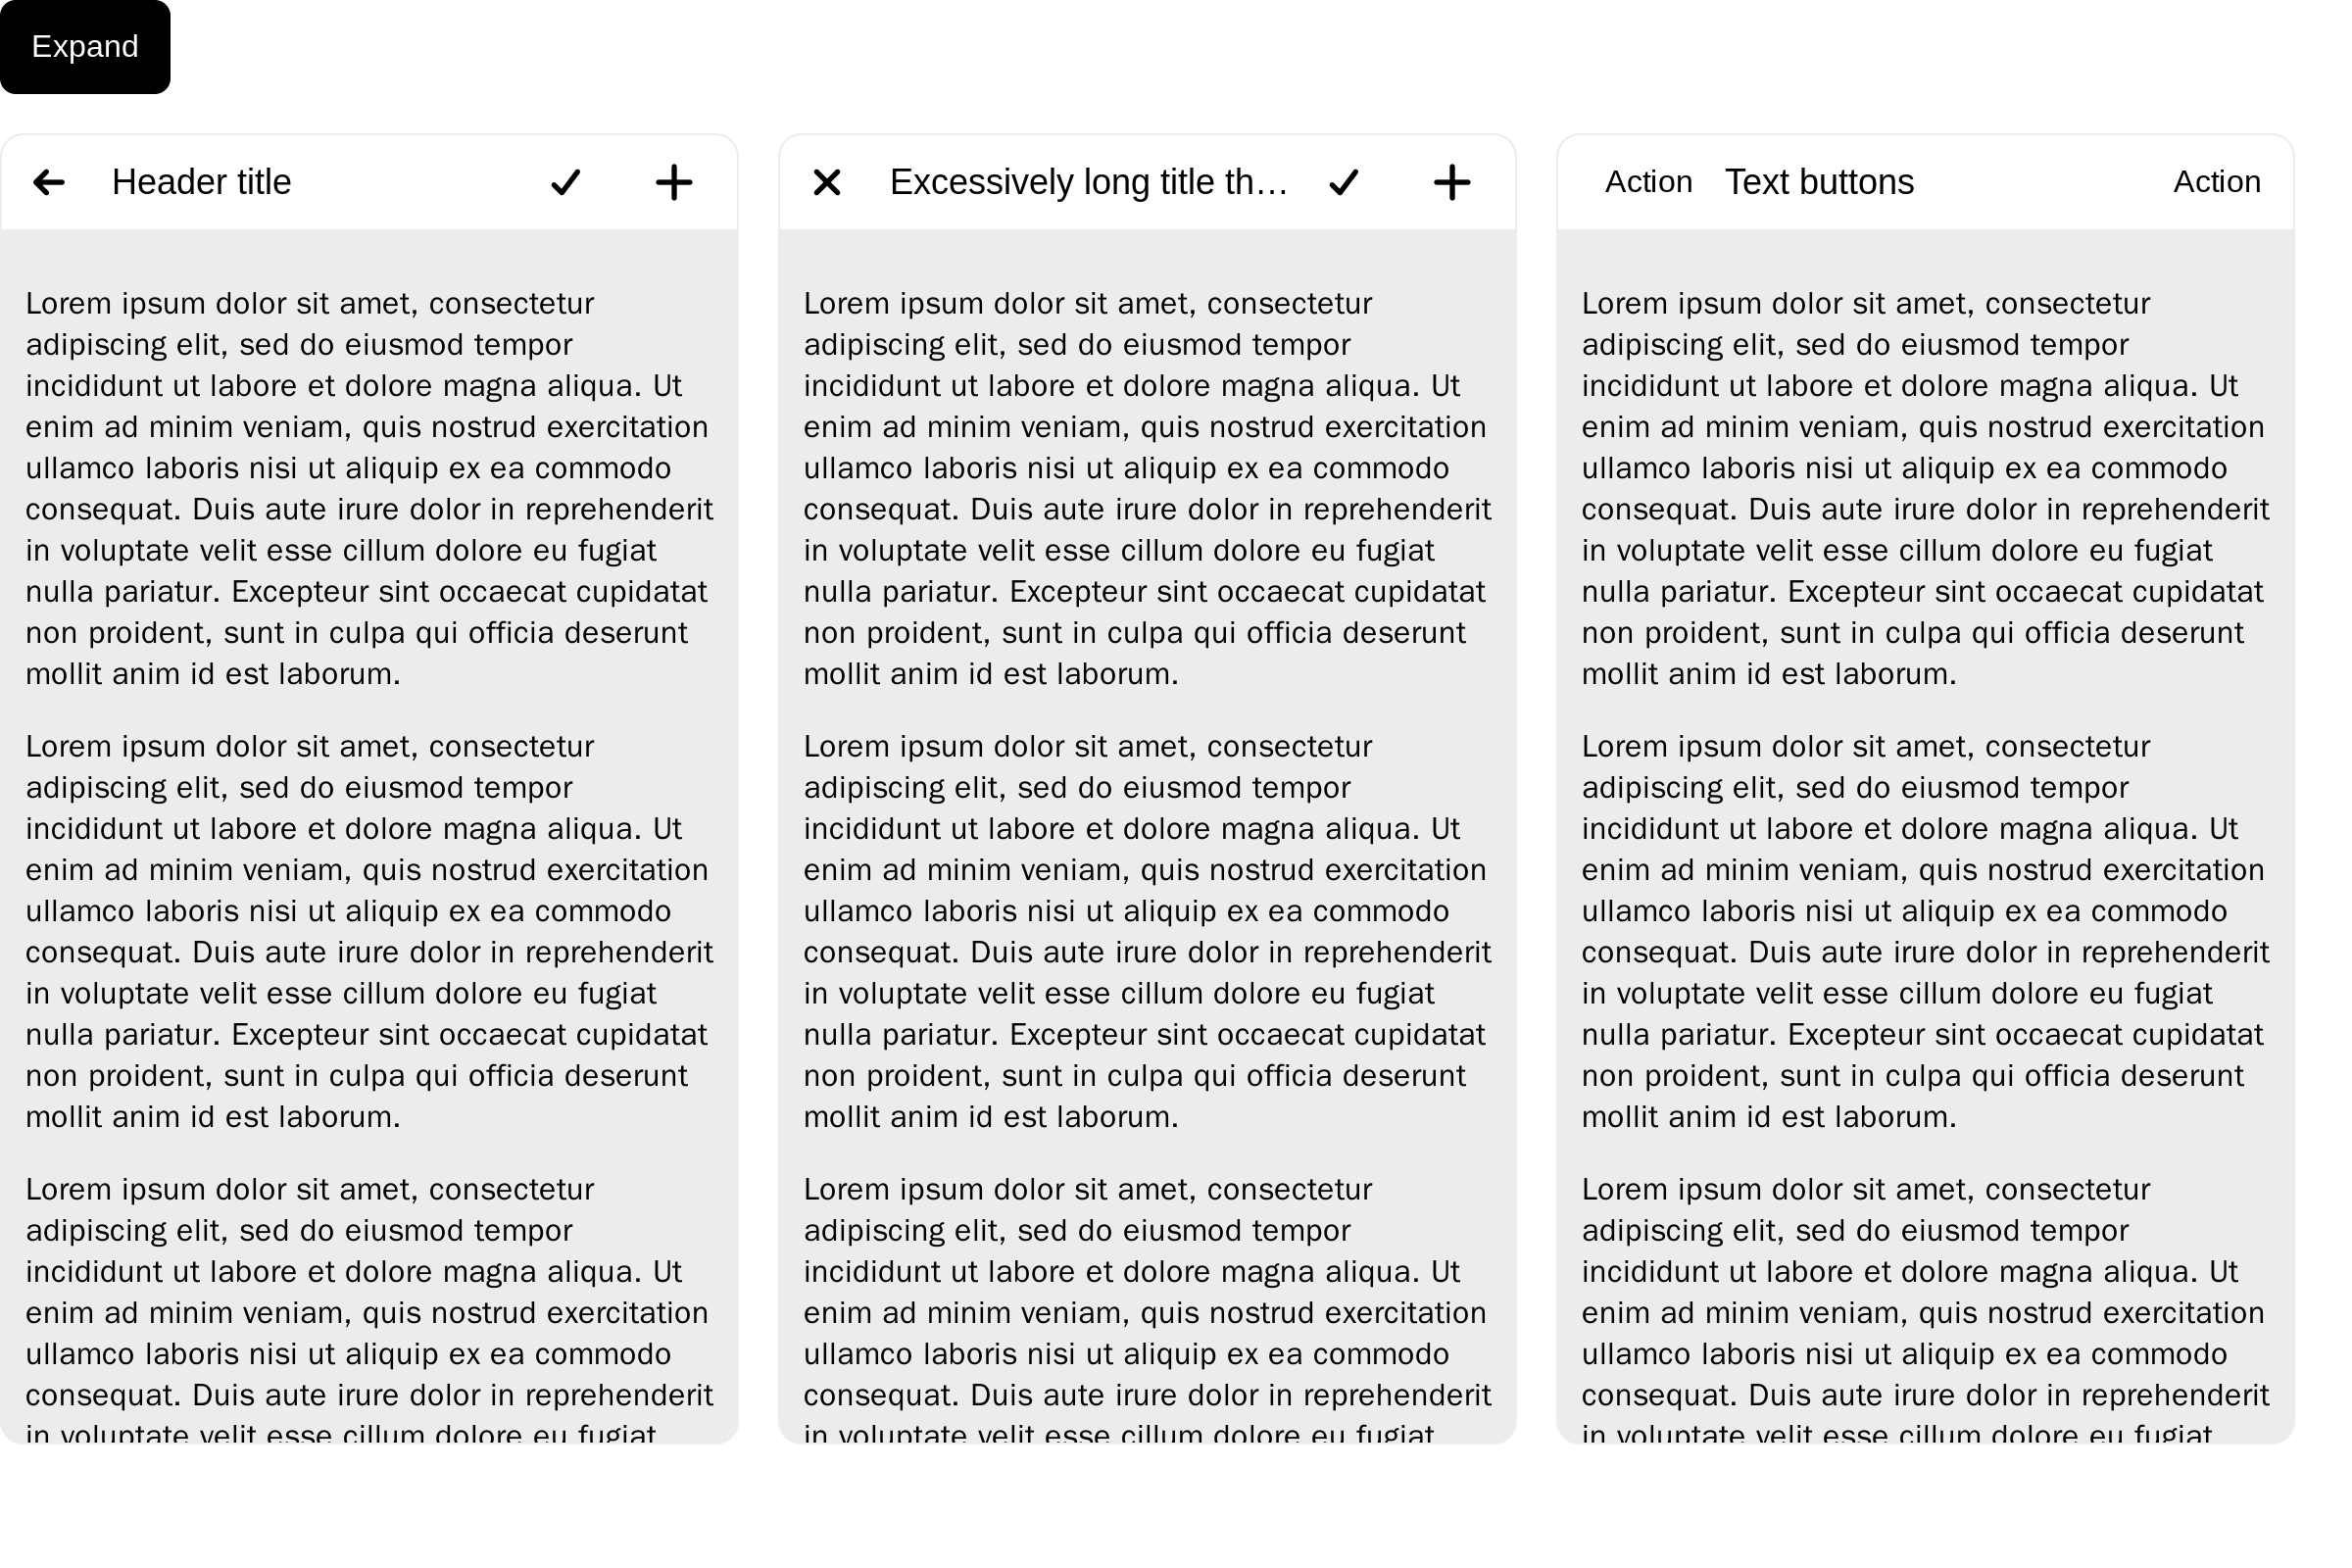 Expand
Header title
Lorem ipsum dolor sit amet, consectetur
adipiscing elit, sed do eiusmod tempor
incididunt ut labore et dolore magna aliqua. Ut
enim ad minim veniam, quis nostrud exercitation
ullamco laboris nisi ut aliquip ex ea commodo
consequat. Duis aute irure dolor in reprehenderit
in voluptate velit esse cillum dolore eu fugiat
nulla pariatur. Excepteur sint occaecat cupidatat
non proident, sunt in culpa qui officia deserunt
mollit anim id est laborum.
Lorem ipsum dolor sit amet, consectetur
adipiscing elit, sed do eiusmod tempor
incididunt ut labore et dolore magna aliqua. Ut
enim ad minim veniam, quis nostrud exercitation
ullamco laboris nisi ut aliquip ex ea commodo
consequat. Duis aute irure dolor in reprehenderit
in voluptate velit esse cillum dolore eu fugiat
nulla pariatur. Excepteur sint occaecat cupidatat
non proident, sunt in culpa qui officia deserunt
mollit anim id est laborum.
Lorem ipsum dolor sit amet, consectetur
adipiscing elit, sed do eiusmod tempor
incididunt ut labore et dolore magna aliqua. Ut
enim ad minim veniam, quis nostrud exercitation
ullamco laboris nisi ut aliquip ex ea commodo
consequat. Duis aute irure dolor in reprehenderit
in voluptate velit esse cillum dolore eu fugiat
Excessively long title th…
Lorem ipsum dolor sit amet, consectetur
adipiscing elit, sed do eiusmod tempor
incididunt ut labore et dolore magna aliqua. Ut
enim ad minim veniam, quis nostrud exercitation
ullamco laboris nisi ut aliquip ex ea commodo
consequat. Duis aute irure dolor in reprehenderit
in voluptate velit esse cillum dolore eu fugiat
nulla pariatur. Excepteur sint occaecat cupidatat
non proident, sunt in culpa qui officia deserunt
mollit anim id est laborum.
Lorem ipsum dolor sit amet, consectetur
adipiscing elit, sed do eiusmod tempor
incididunt ut labore et dolore magna aliqua. Ut
enim ad minim veniam, quis nostrud exercitation
ullamco laboris nisi ut aliquip ex ea commodo
consequat. Duis aute irure dolor in reprehenderit
in voluptate velit esse cillum dolore eu fugiat
nulla pariatur. Excepteur sint occaecat cupidatat
non proident, sunt in culpa qui officia deserunt
mollit anim id est laborum.
Lorem ipsum dolor sit amet, consectetur
adipiscing elit, sed do eiusmod tempor
incididunt ut labore et dolore magna aliqua. Ut
enim ad minim veniam, quis nostrud exercitation
ullamco laboris nisi ut aliquip ex ea commodo
consequat. Duis aute irure dolor in reprehenderit
in voluptate velit esse cillum dolore eu fugiat
Action Text buttons Action
Lorem ipsum dolor sit amet, consectetur
adipiscing elit, sed do eiusmod tempor
incididunt ut labore et dolore magna aliqua. Ut
enim ad minim veniam, quis nostrud exercitation
ullamco laboris nisi ut aliquip ex ea commodo
consequat. Duis aute irure dolor in reprehenderit
in voluptate velit esse cillum dolore eu fugiat
nulla pariatur. Excepteur sint occaecat cupidatat
non proident, sunt in culpa qui officia deserunt
mollit anim id est laborum.
Lorem ipsum dolor sit amet, consectetur
adipiscing elit, sed do eiusmod tempor
incididunt ut labore et dolore magna aliqua. Ut
enim ad minim veniam, quis nostrud exercitation
ullamco laboris nisi ut aliquip ex ea commodo
consequat. Duis aute irure dolor in reprehenderit
in voluptate velit esse cillum dolore eu fugiat
nulla pariatur. Excepteur sint occaecat cupidatat
non proident, sunt in culpa qui officia deserunt
mollit anim id est laborum.
Lorem ipsum dolor sit amet, consectetur
adipiscing elit, sed do eiusmod tempor
incididunt ut labore et dolore magna aliqua. Ut
enim ad minim veniam, quis nostrud exercitation
ullamco laboris nisi ut aliquip ex ea commodo
consequat. Duis aute irure dolor in reprehenderit
in voluptate velit esse cillum dolore eu fugiat